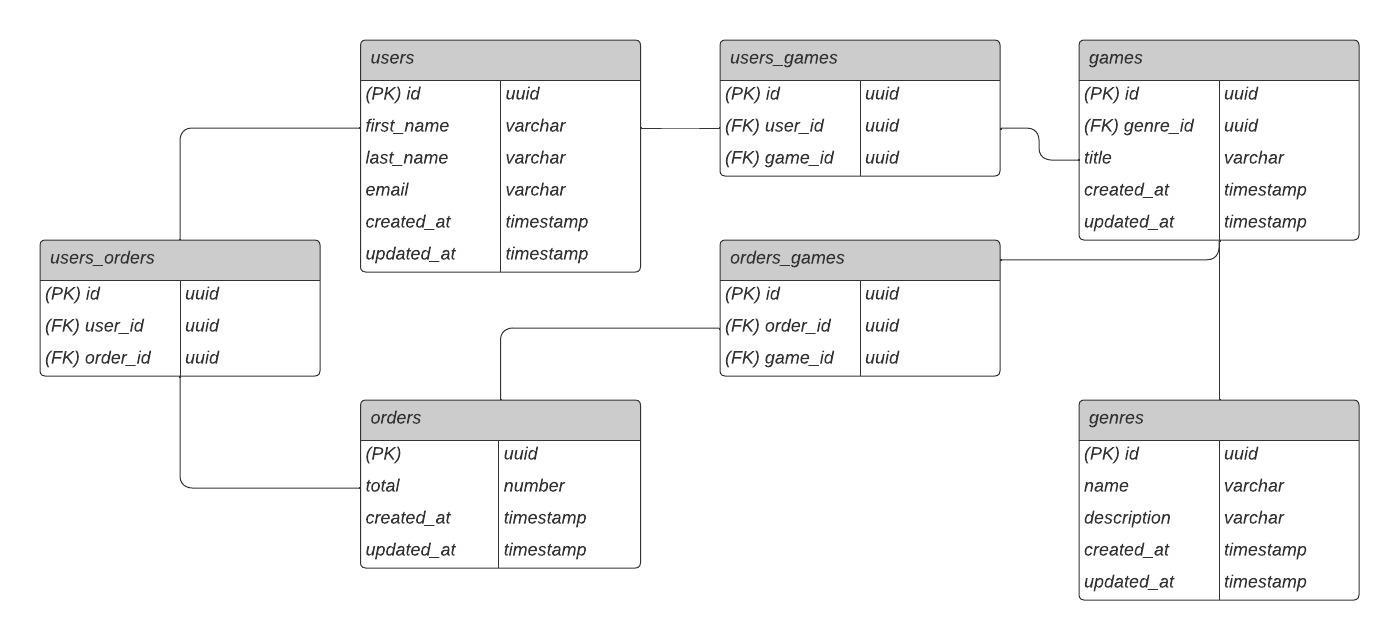 users
(PK) id uuid
first_name varchar
last_name varchar
email varchar
created_at timestamp
updated_at timestamp
users_games
(PK) id uuid
(FK) user_id uuid
(FK) game_id uuid
games
(PK) id uuid
(FK) genre_id uuid
title varchar
created_at timestamp
updated_at timestamp
users_orders
(PK) id uuid
(FK) user_id uuid
(FK) order_id uuid
orders_games
(PK) id uuid
(FK) order_id uuid
(FK) game_id uuid
orders
(PK) uuid
total number
created_at timestamp
updated_at timestamp
genres
(PK) id uuid
name varchar
description varchar
created_at timestamp
updated_at timestamp